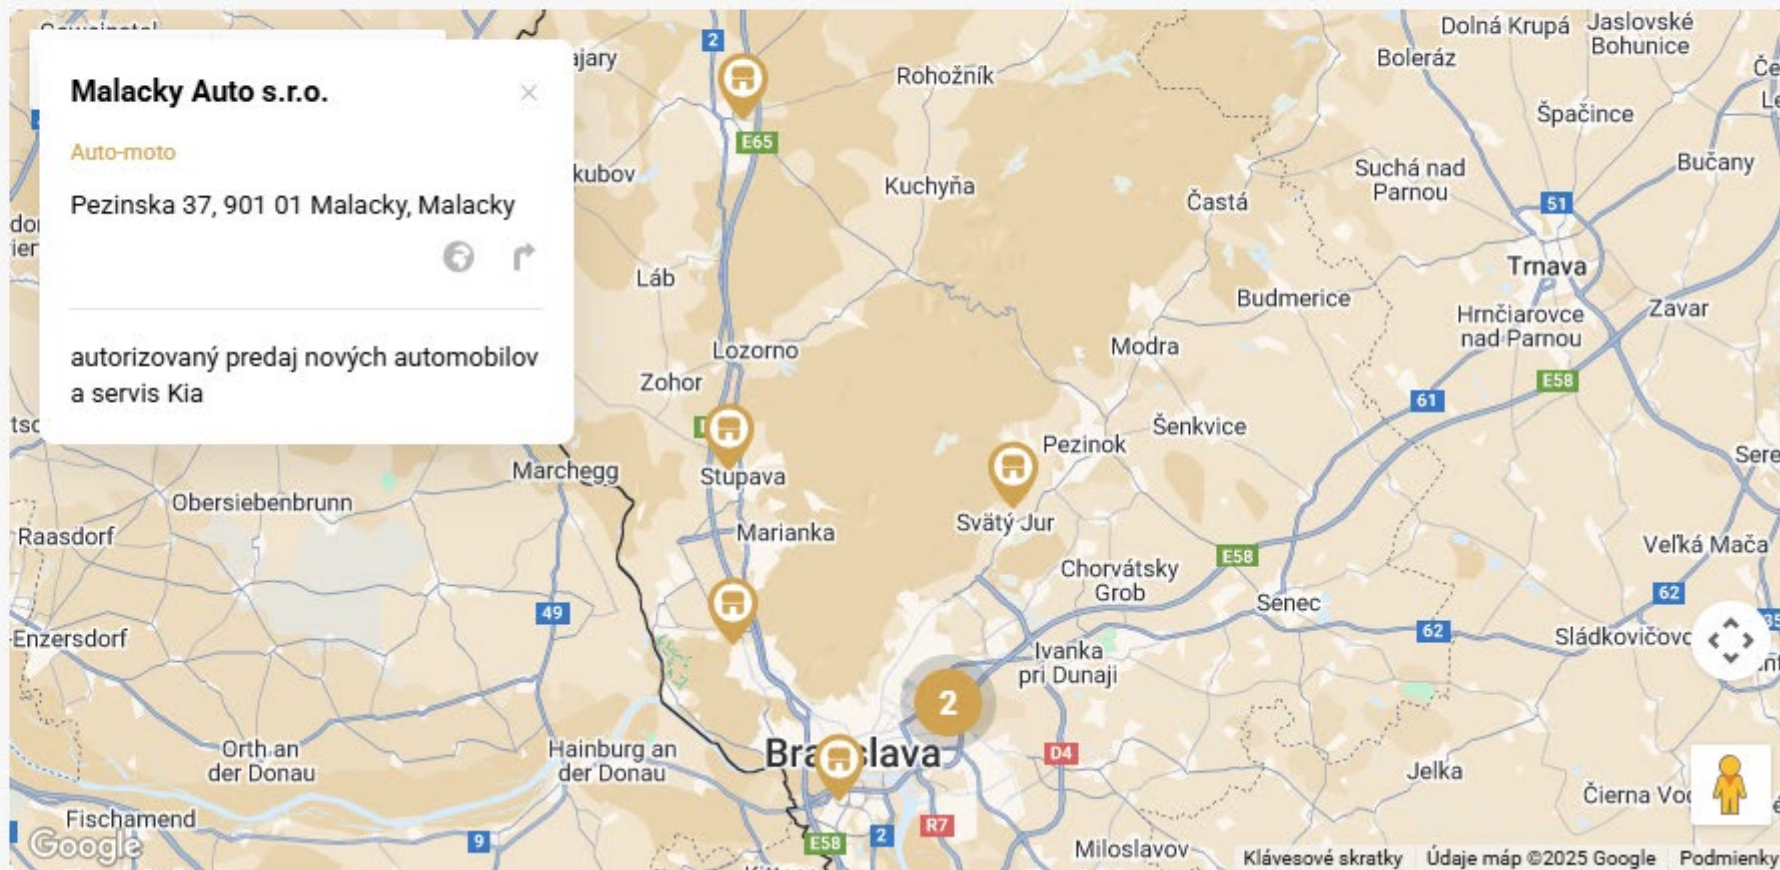 Malacky Auto s.r.o.
Auto-moto
Pezinska 37, 901 01 Malacky, Malacky
autorizovaný predaj nových automobilov
a servis Kia
2
Rohožník
Dolná Krupá
Jaslovské
Bohunice
Boleráz
Špačince
E65
Kuchyňa
Suchá nad
Parnou
Bučany
Častá
51
Trnava
Láb
Budmerice
Zavar
Hrnčiarovce
nad Parnou
Lozorno
Modra
Zohor
E58
61
Šenkvice
Pezinok
Marchegg
Stupava
Obersiebenbrunn
Svätý Jur
Raasdorf
Marianka
Veľká Mača
E58
Chorvátsky
Grob
Senec
62
49
62
-Enzersdorf
Sládkovičovo
35
Ivanka
pri Dunaji
2
Orth an
der Donau
Hainburg an
der Donau
D4
Jelka
Čierna Vo
Fischamend
R7
9
E58
2
Miloslavov
Google
Klávesové skratky
Údaje máp ©2025 Google
Podmienky